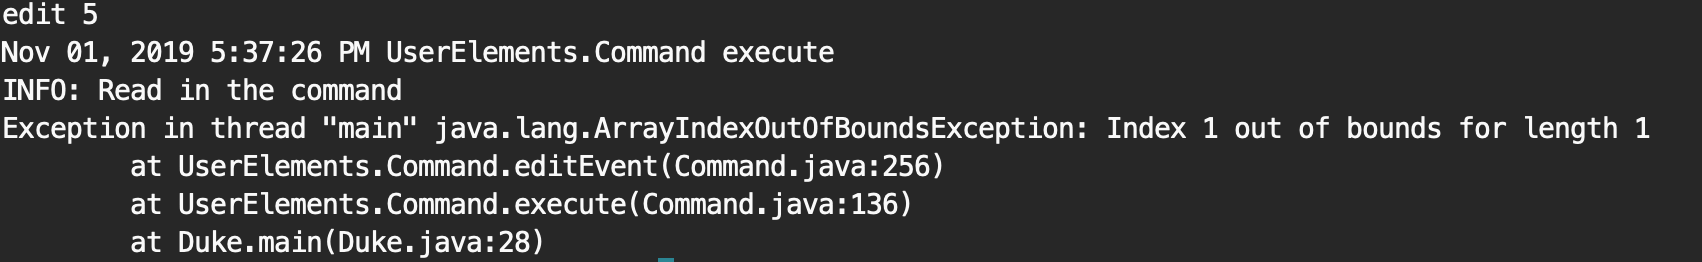 edit 5
Nov 01, 2019 5:37:26 PM UserElements.Command execute
INFO: Read in the command
Exception in thread "main" java.lang.ArrayIndexOutOfBoundsException: Index 1 out of bounds for length 1
        at UserElements.Command.editEvent(Command.java:256)
        at UserElements.Command.execute(Command.java:136)
        at Duke.main(Duke.java:28)